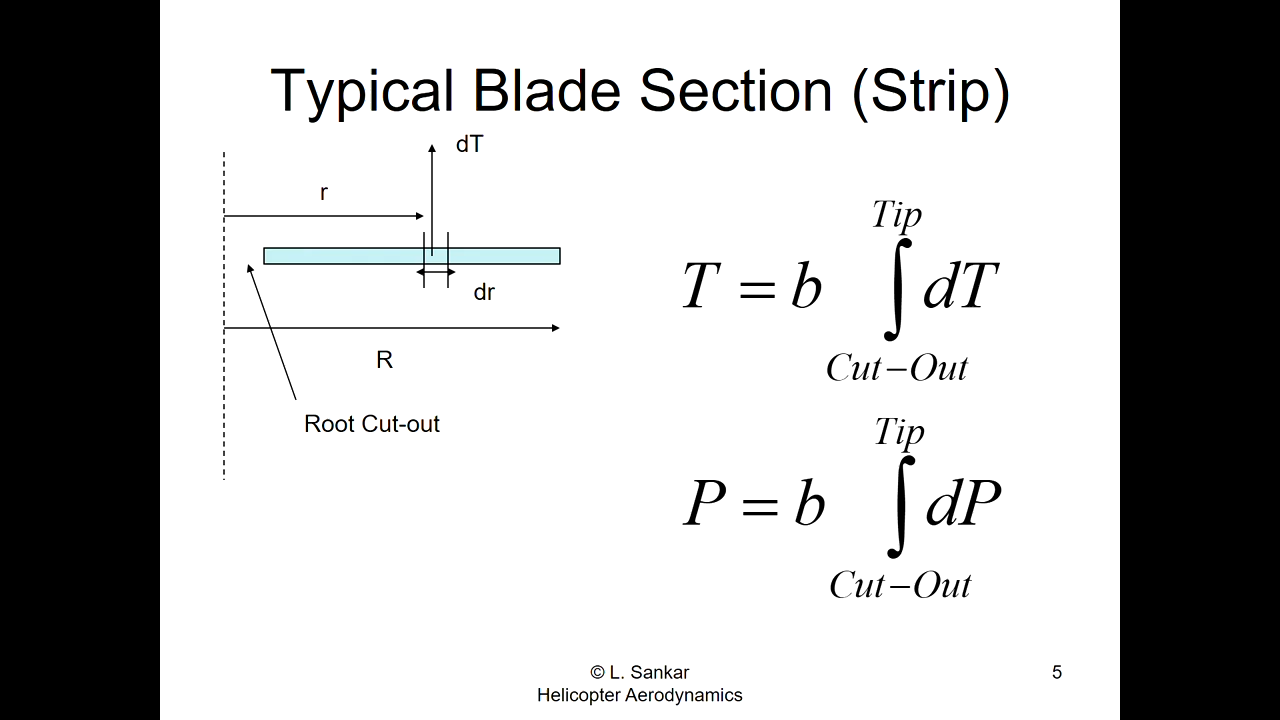 Typical Blade Section (Strip)
dT
r
dr
R
Root Cut-out
Tip
T = b ∫ dT
Cut−Out
Tip
P = b ∫ dP
Cut−Out
© L. Sankar
Helicopter Aerodynamics
5